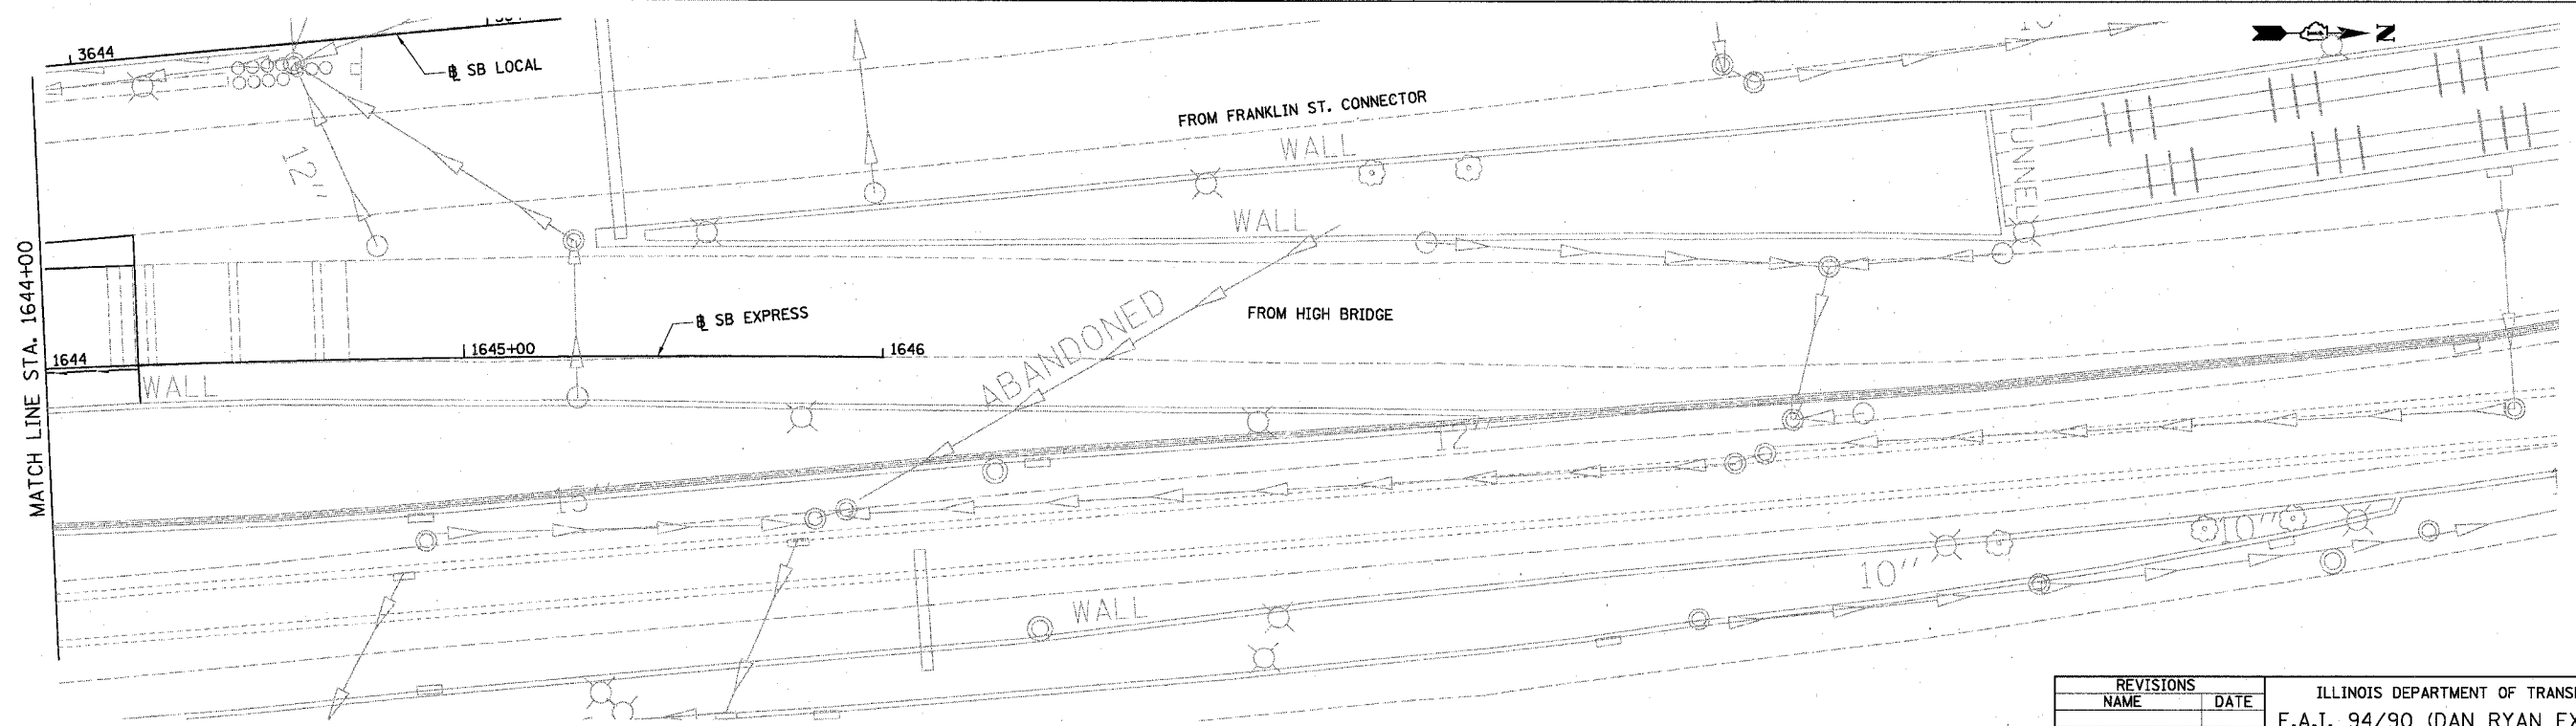 3644
℄ SB LOCAL
N
FROM FRANKLIN ST. CONNECTOR
WALL
TUNNEL
12"
WALL
MATCH LINE STA. 1644+00
℄ SB EXPRESS
FROM HIGH BRIDGE
ABANDONED
1644
1645+00
1646
WALL
12"
15"
10"
10"
WALL
REVISIONS
NAME DATE
ILLINOIS DEPARTMENT OF TRANS
F.A.I. 94/90 (DAN RYAN EX